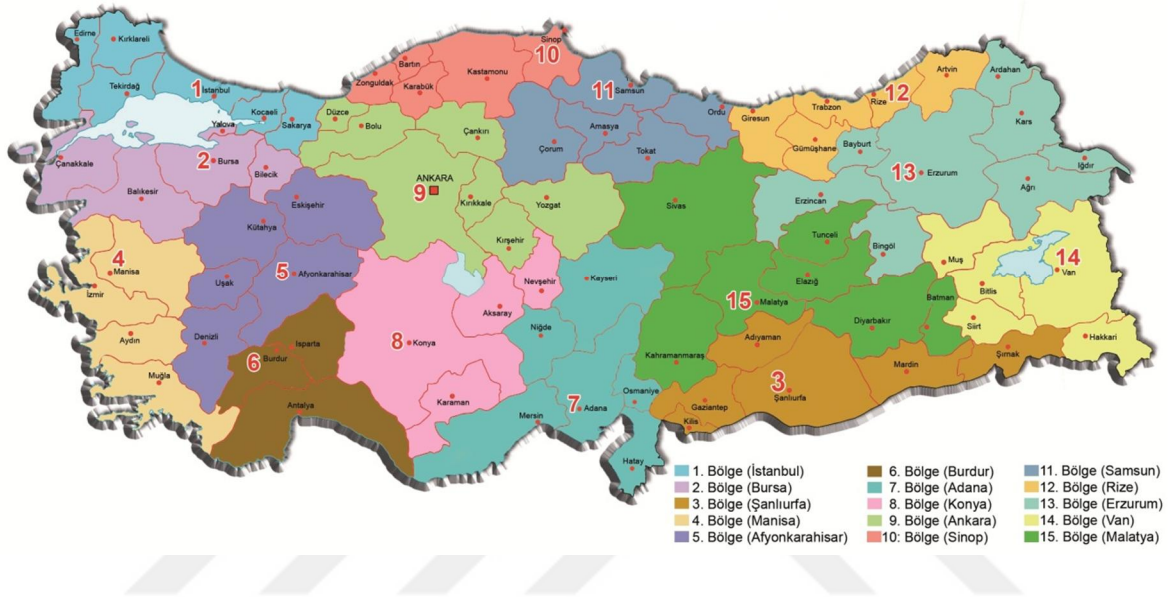 Edirne
Kırklareli
Tekirdağ
1
İstanbul
Kocaeli
Sakarya
Yalova
Çanakkale
2
Bursa
Bilecik
Balıkesir
4
Manisa
İzmir
Aydın
Muğla
Eskişehir
Kütahya
5
Afyonkarahisar
Uşak
Denizli
6
Burdur
Isparta
Antalya
Düzce
Bolu
Çankırı
ANKARA
9
Kırıkkale
Yozgat
Kırşehir
Zonguldak
Bartın
Karabük
Kastamonu
Sinop
10
11
Samsun
Ordu
Çorum
Amasya
Tokat
Nevşehir
Aksaray
8
Konya
Karaman
Kayseri
Niğde
Mersin
7
Adana
Osmaniye
Hatay
Giresun
Trabzon
Rize
12
Artvin
Gümüşhane
Ardahan
Kars
Iğdır
Bayburt
13
Erzurum
Ağrı
Erzincan
Bingöl
Sivas
Tunceli
Elazığ
15
Malatya
Diyarbakır
Batman
Kahramanmaraş
Muş
14
Van
Bitlis
Siirt
Hakkari
Adıyaman
Gaziantep
Kilis
3
Şanlıurfa
Mardin
Şırnak
1. Bölge (İstanbul)
2. Bölge (Bursa)
3. Bölge (Şanlıurfa)
4. Bölge (Manisa)
5. Bölge (Afyonkarahisar)
6. Bölge (Burdur)
7. Bölge (Adana)
8. Bölge (Konya)
9. Bölge (Ankara)
10: Bölge (Sinop)
11. Bölge (Samsun)
12. Bölge (Rize)
13. Bölge (Erzurum)
14. Bölge (Van)
15. Bölge (Malatya)